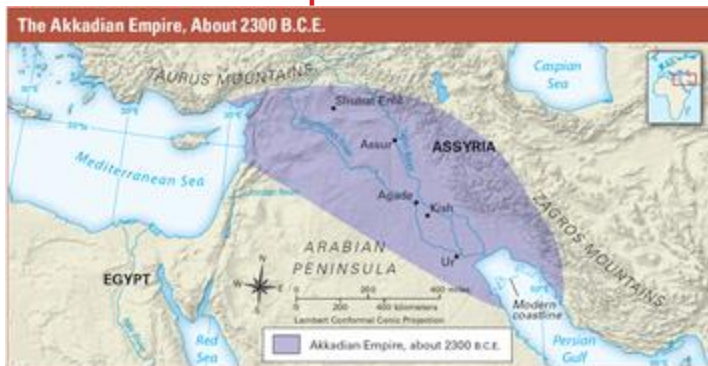 The Akkadian Empire, About 2300 B.C.E.
TAURUS MOUNTAINS
Caspian
Sea
Shubat Enlil
Assur
ASSYRIA
Mediterranean Sea
Agade
Kish
ZAGROS MOUNTAINS
ARABIAN
PENINSULA
Ur
EGYPT
N
W
E
S
0 200 400 miles
0 200 400 kilometers
Lambert Conformal Conic Projection
Modern
coastline
Red
Sea
Persian
Gulf
Akkadian Empire, about 2300 B.C.E.